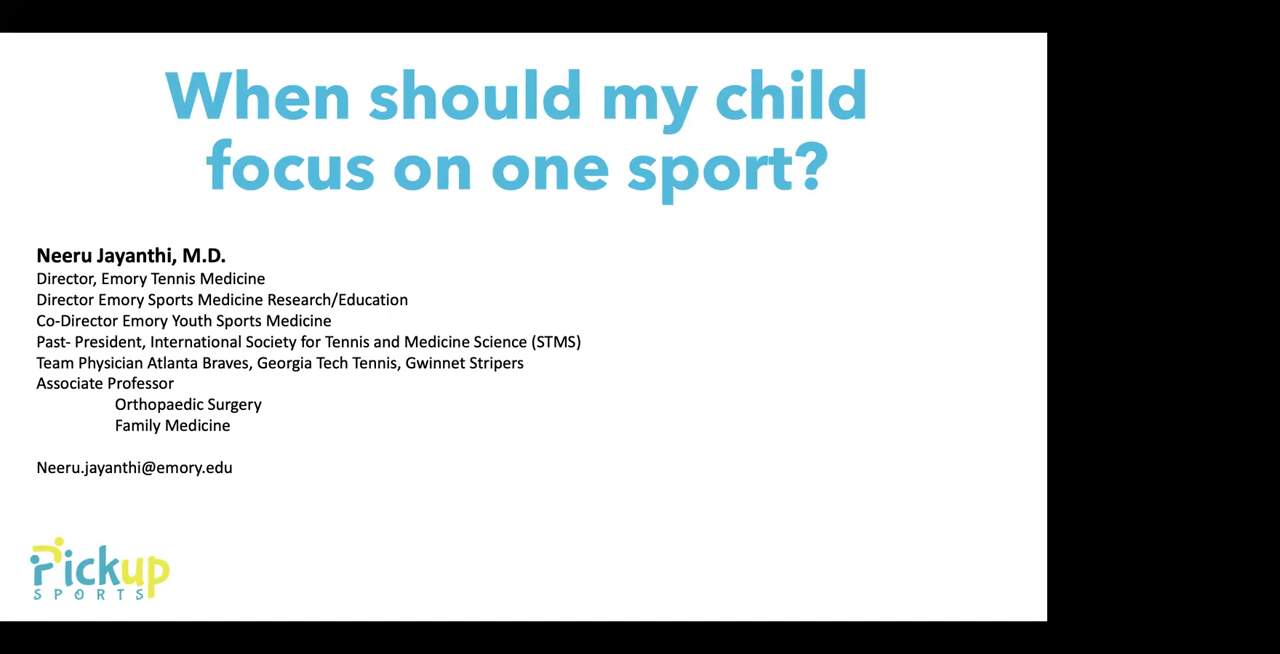 When should my child
focus on one sport?
Neeru Jayanthi, M.D.
Director, Emory Tennis Medicine
Director Emory Sports Medicine Research/Education
Co-Director Emory Youth Sports Medicine
Past- President, International Society for Tennis and Medicine Science (STMS)
Team Physician Atlanta Braves, Georgia Tech Tennis, Gwinnet Stripers
Associate Professor
Orthopaedic Surgery
Family Medicine
Neeru.jayanthi@emory.edu
Pickup
SPORTS